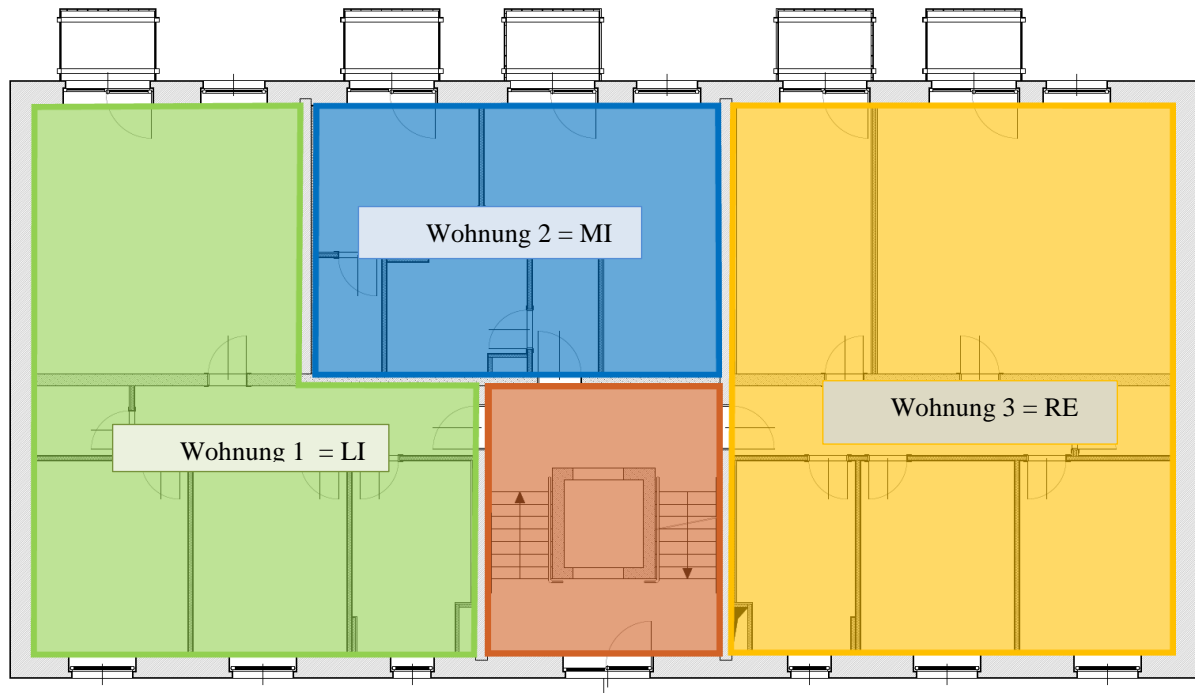 Wohnung 2 = MI
Wohnung 3 = RE
Wohnung 1 = LI